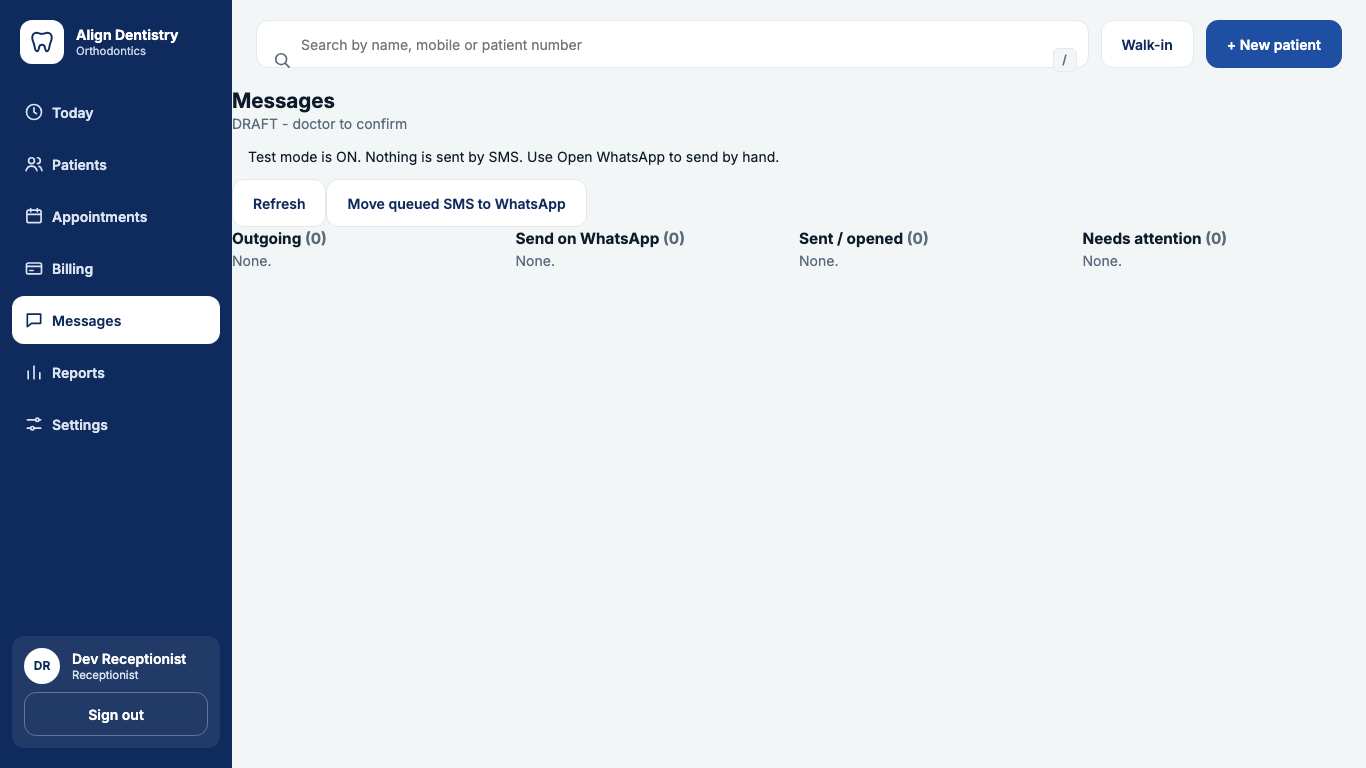 Align Dentistry
Orthodontics
Today
Patients
Appointments
Billing
Messages
Reports
Settings
DR
Dev Receptionist
Receptionist
Sign out
Search by name, mobile or patient number
/
Walk-in
+ New patient
Messages
DRAFT - doctor to confirm
Test mode is ON. Nothing is sent by SMS. Use Open WhatsApp to send by hand.
Refresh
Move queued SMS to WhatsApp
Outgoing (0)
None.
Send on WhatsApp (0)
None.
Sent / opened (0)
None.
Needs attention (0)
None.